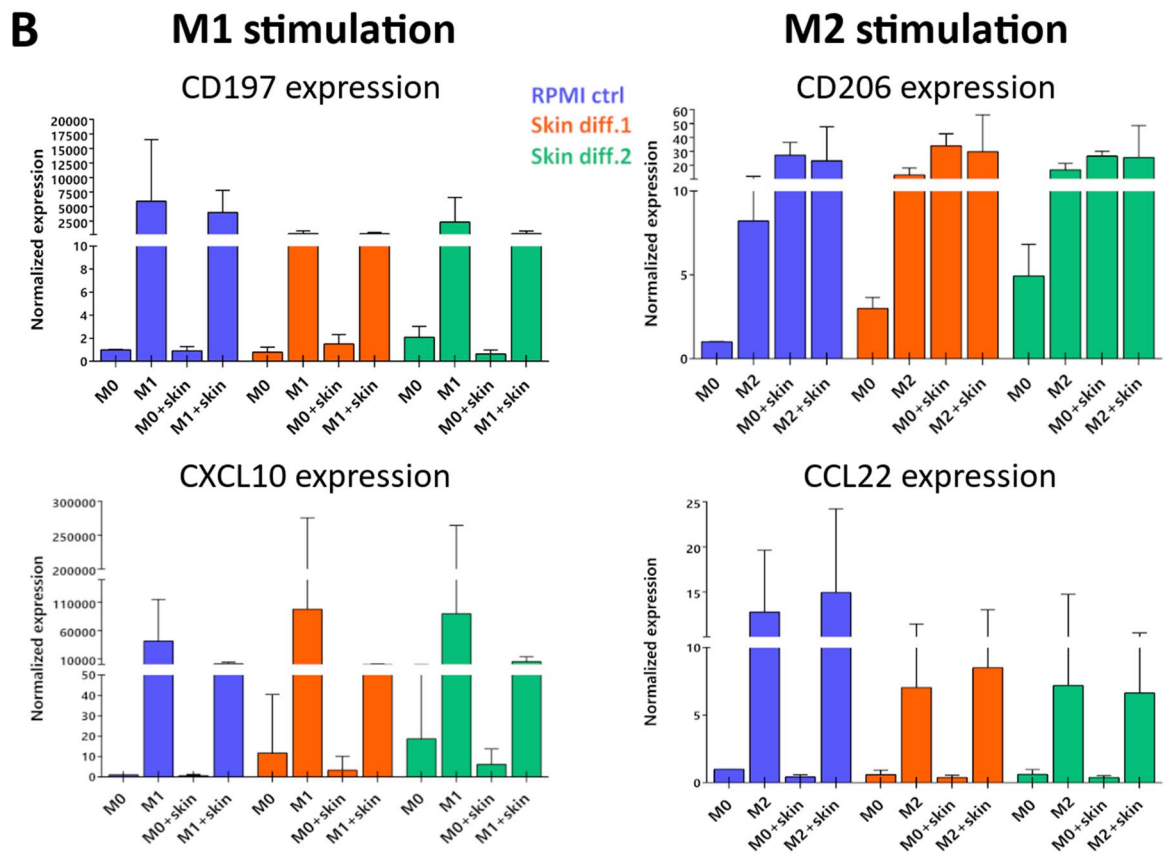 B
M1 stimulation
M2 stimulation
CD197 expression
RPMI ctrl
Skin diff.1
Skin diff.2
CD206 expression
Normalized expression
20000
17500
15000
12500
10000
7500
5000
2500
10
8
6
4
2
0
M0
M1
M0+skin
M1+skin
M0
M1
M0+skin
M1+skin
M0
M1
M0+skin
M1+skin
Normalized expression
60
50
40
30
20
10
5
0
M0
M2
M0+skin
M2+skin
M0
M2
M0+skin
M2+skin
M0
M2
M0+skin
M2+skin
CXCL10 expression
CCL22 expression
Normalized expression
300000
250000
200000
110000
60000
10000
50
40
30
20
10
0
M0
M1
M0+skin
M1+skin
M0
M1
M0+skin
M1+skin
M0
M1
M0+skin
M1+skin
Normalized expression
25
20
15
10
5
0
M0
M2
M0+skin
M2+skin
M0
M2
M0+skin
M2+skin
M0
M2
M0+skin
M2+skin